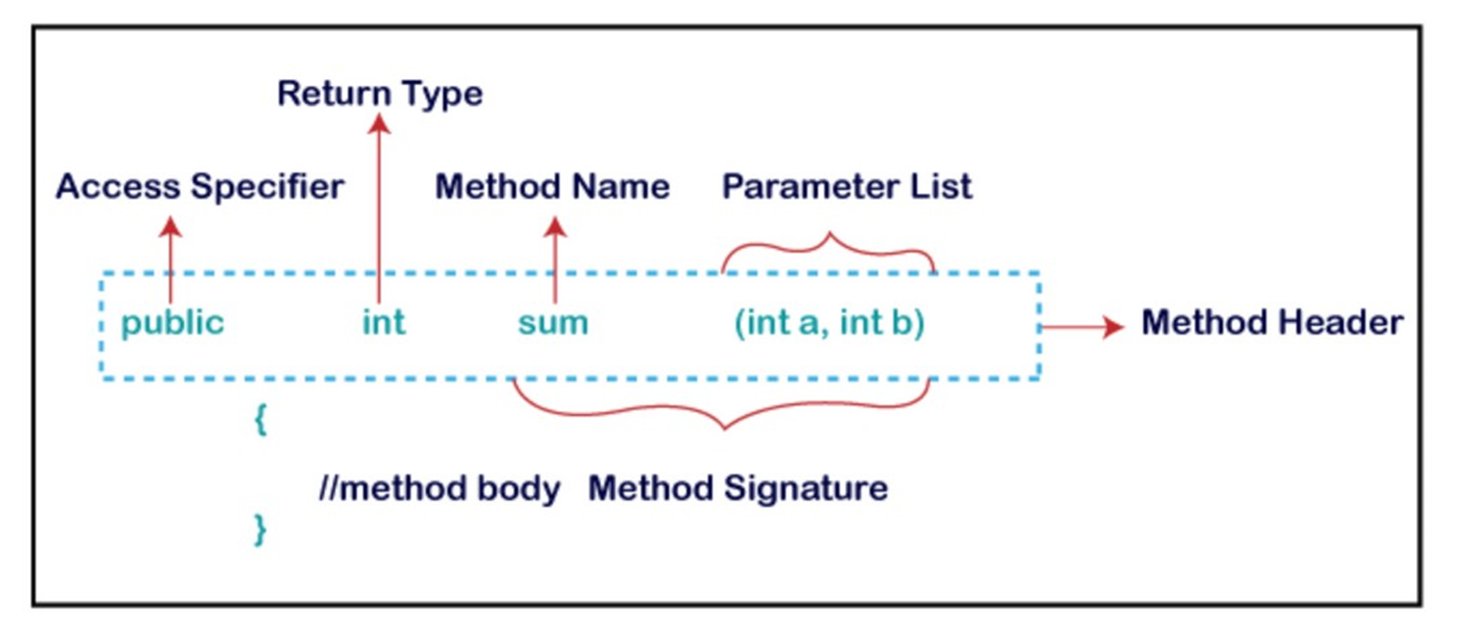 Return Type
Access Specifier Method Name Parameter List
public int sum (int a, int b) Method Header
{
//method body Method Signature
}